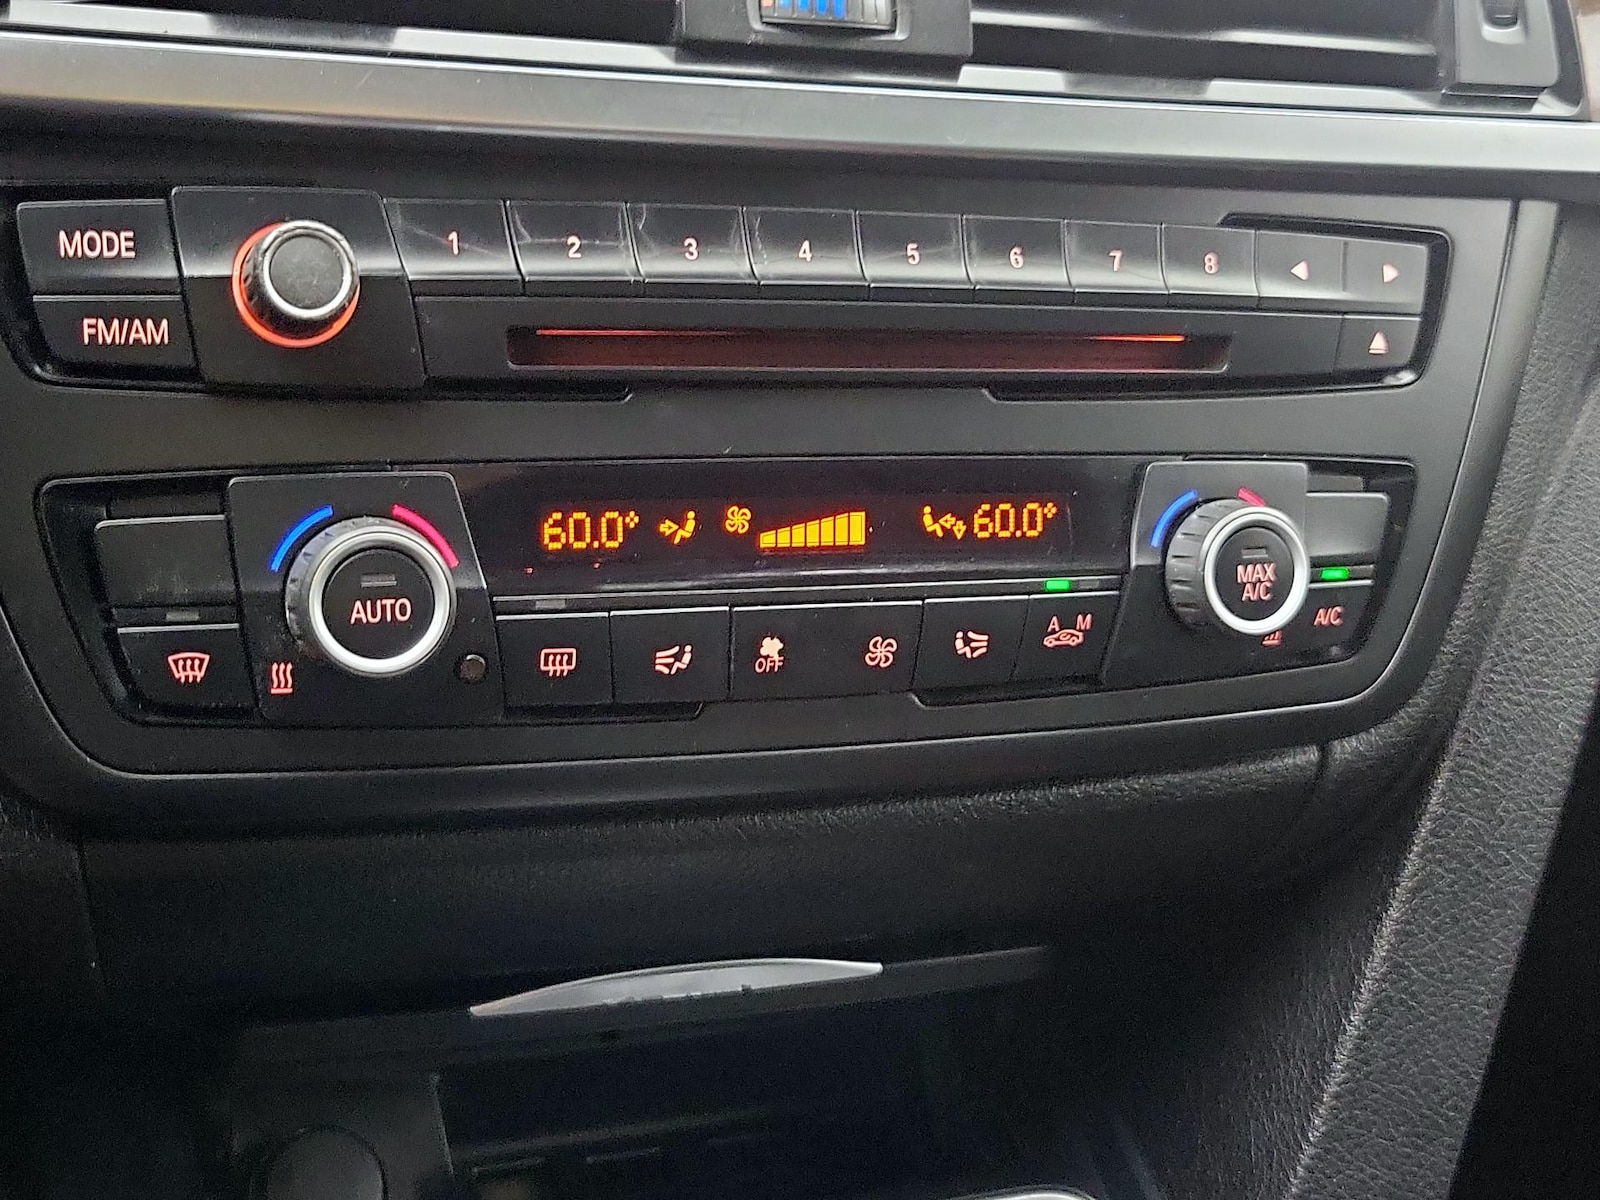 MODE
1 2 3 4 5 6 7 8
FM/AM
60.0° 60.0°
AUTO
MAX
A/C
A/C
OFF
A M